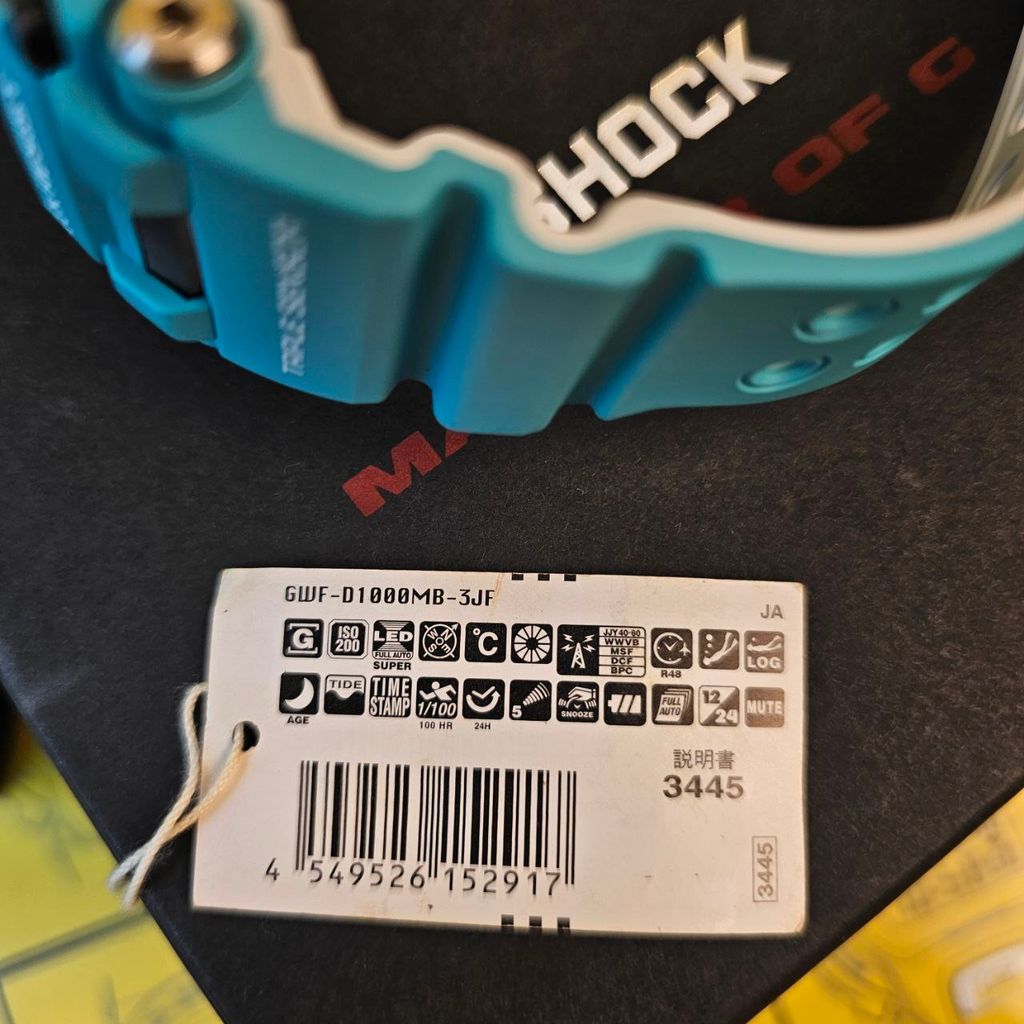 SHOCK
OF G
TRIPLE SENSOR
MA
GWF-D1000MB-3JF
JA
G
ISO 200
LED
FULL AUTO
SUPER
N
W
E
S
°C
JJY40·60
WWVB
MSF
DCF
BPC
R48
LOG
AGE
TIDE
TIME STAMP
1/100
100 HR
24H
5
SNOOZE
FULL AUTO
12/24
MUTE
説明書
3445
3445
4 549526 152917